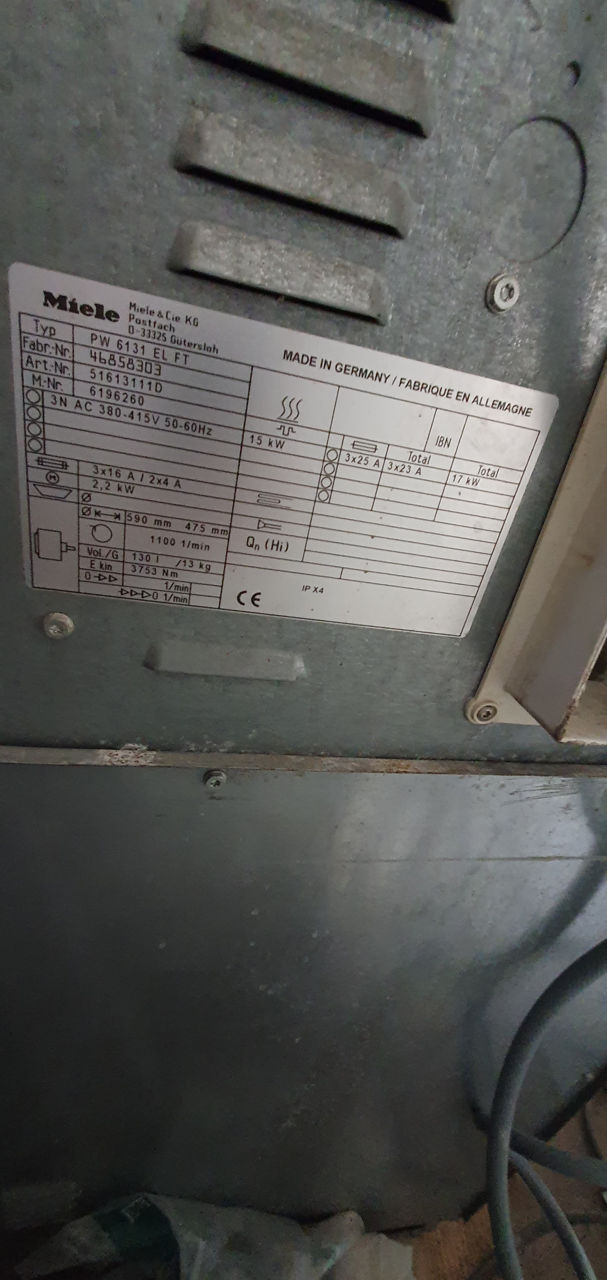 Miele
Miele & Cie KG
Postfach
D-33325 Gütersloh
MADE IN GERMANY / FABRIQUE EN ALLEMAGNE
Typ PW 6131 EL FT
Fabr.-Nr. 46858303
Art.-Nr. 51613111D
M.-Nr. 6196260
3N AC 380-415V 50-60Hz
3x16 A / 2x4 A
2,2 kW
Ø
Ø 590 mm 475 mm
1100 1/min
Vol./G 130 l /13 kg
E kin 3753 Nm
0 1/min
0 1/min
15 kW
Qn (Hi)
IBN
Total Total
3x25 A 3x23 A 17 kW
CE
IP X4